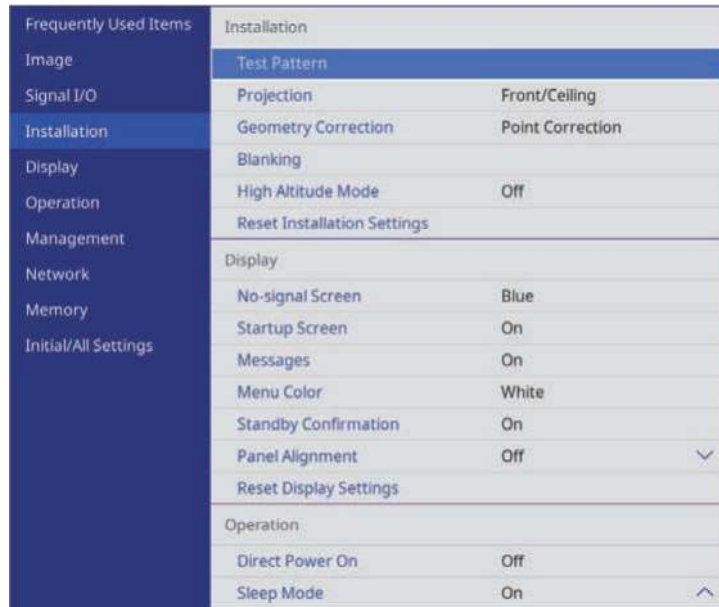 Frequently Used Items
Image
Signal I/O
Installation
Display
Operation
Management
Network
Memory
Initial/All Settings
Installation
Test Pattern
Projection Front/Ceiling
Geometry Correction Point Correction
Blanking
High Altitude Mode Off
Reset Installation Settings
Display
No-signal Screen Blue
Startup Screen On
Messages On
Menu Color White
Standby Confirmation On
Panel Alignment Off
Reset Display Settings
Operation
Direct Power On Off
Sleep Mode On